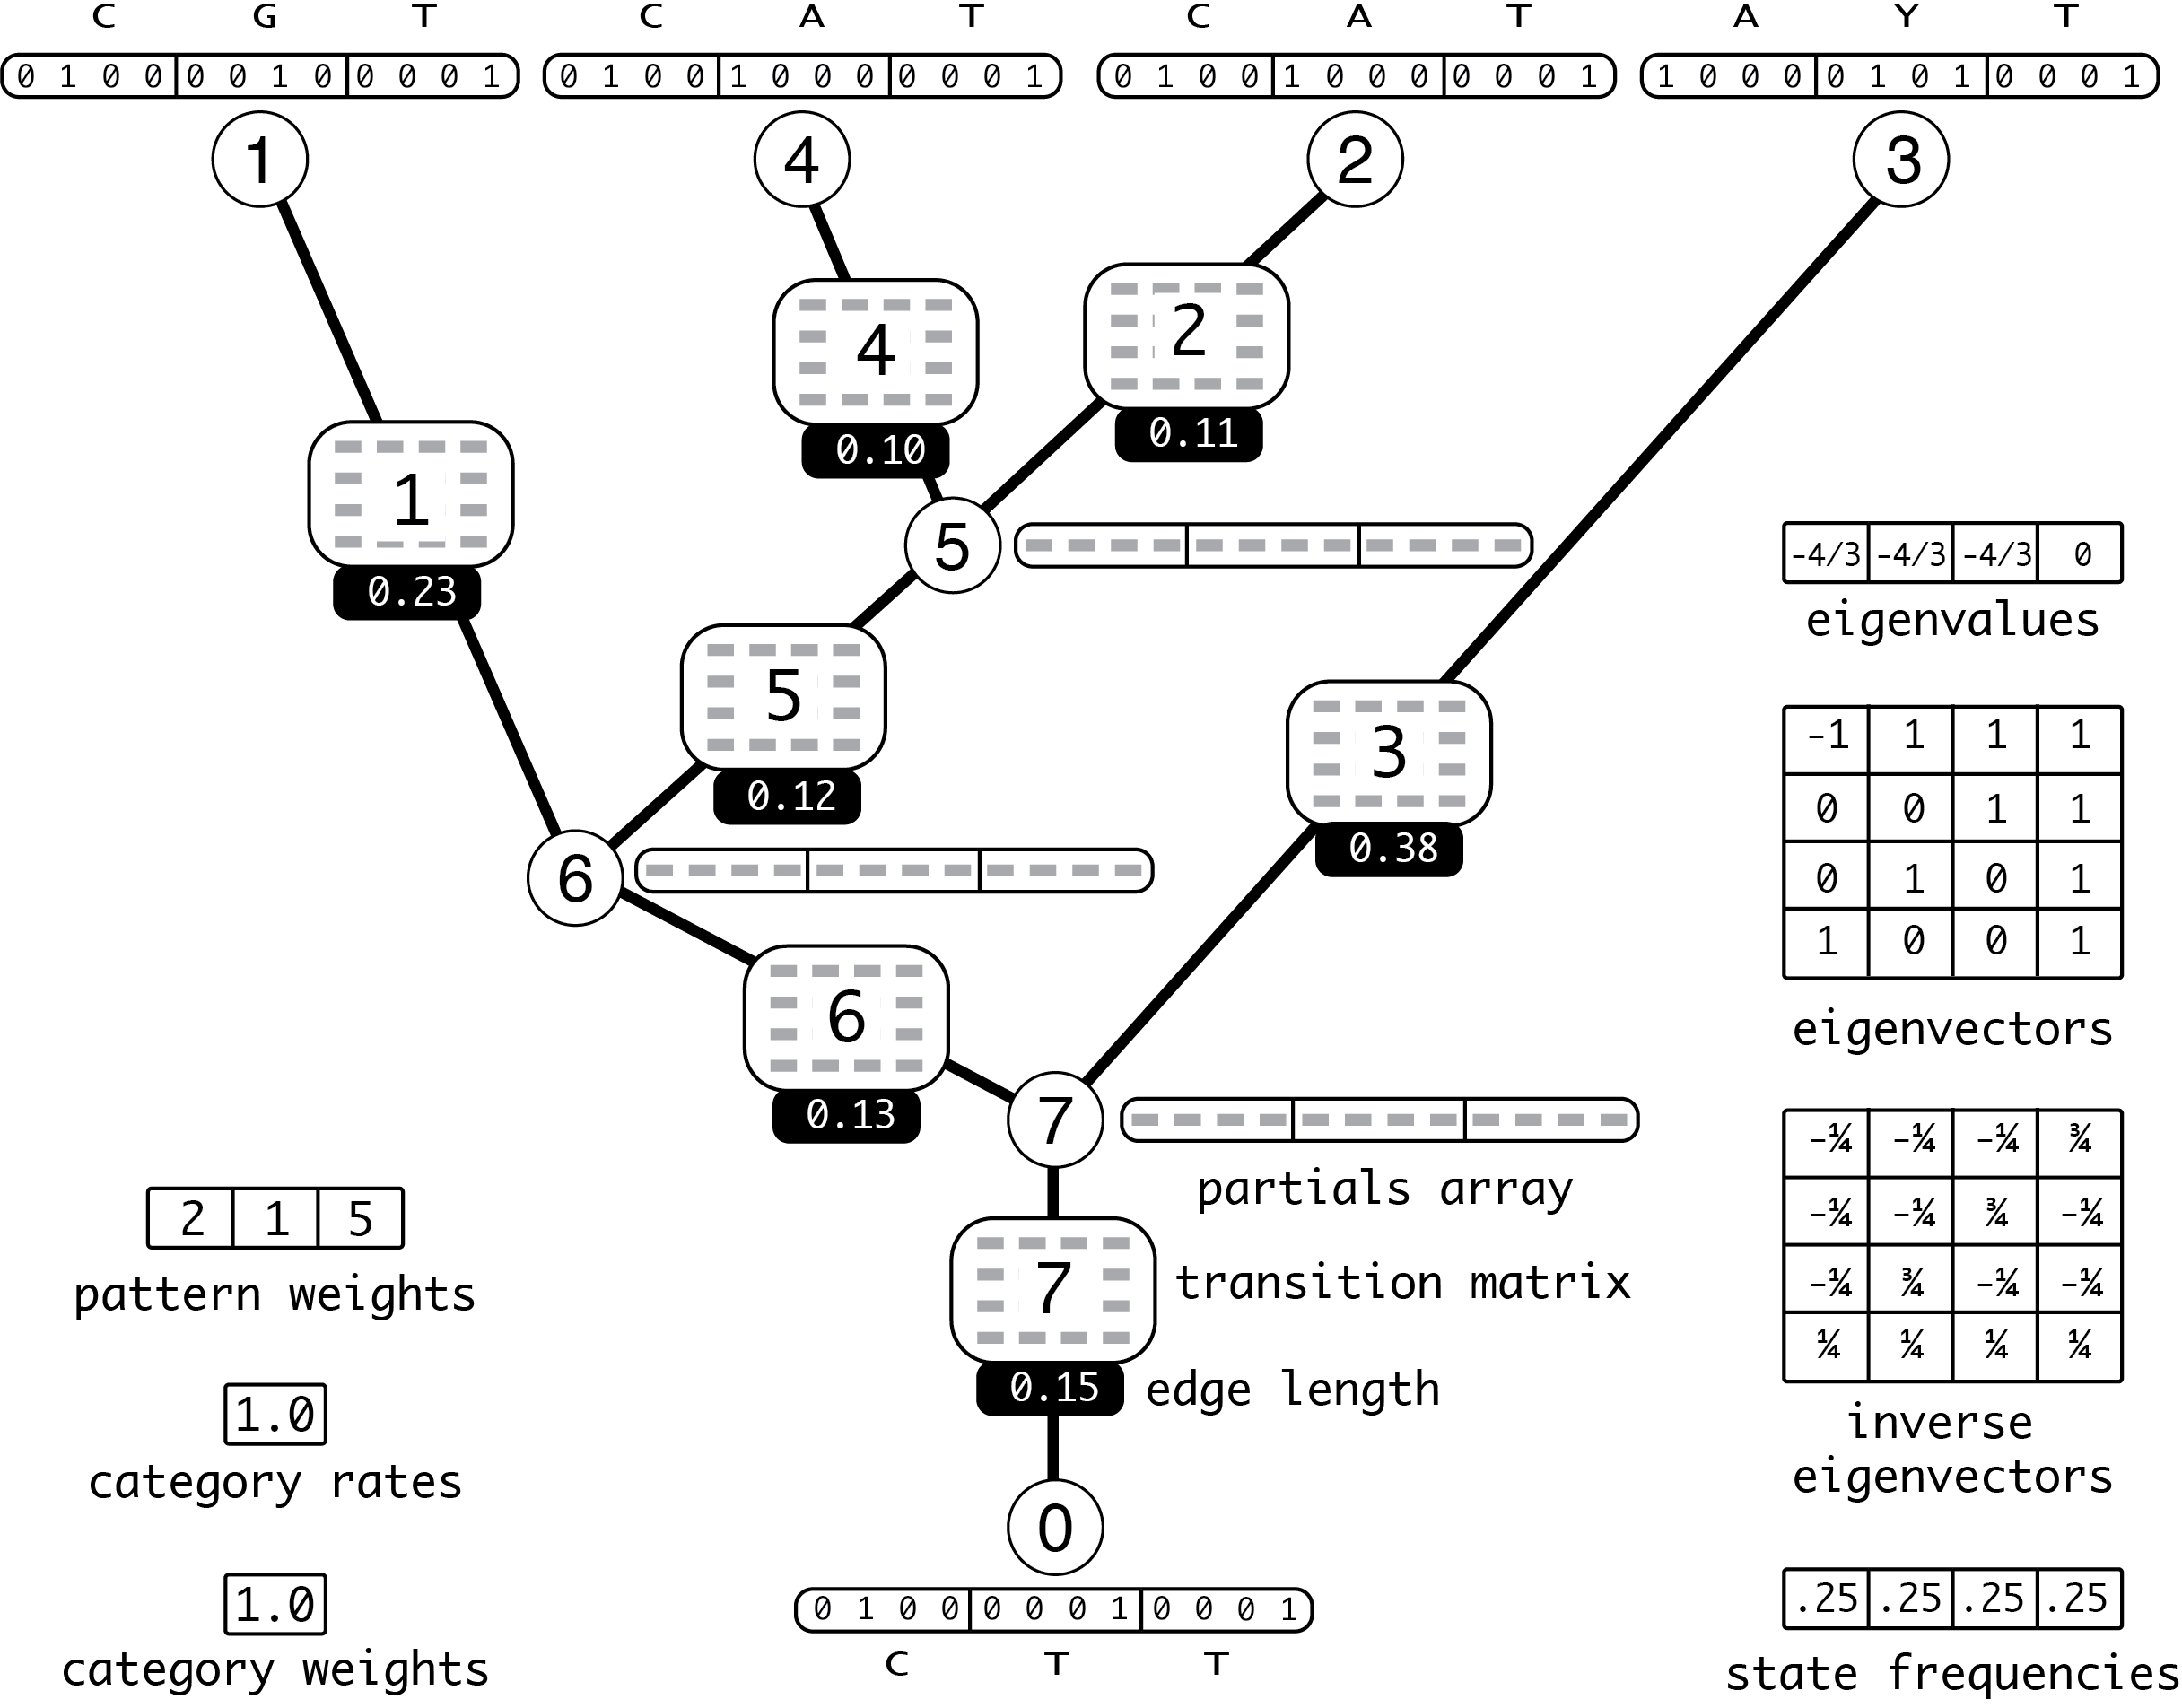 C G T C A T C A T A Y T
0 1 0 0 0 0 1 0 0 0 0 1 0 1 0 0 1 0 0 0 0 0 0 1 0 1 0 0 1 0 0 0 0 0 0 1 1 0 0 0 0 1 0 1 0 0 0 1
1 4 2 3
4
2
0.10
0.11
1
0.23
5
-4/3 -4/3 -4/3 0
eigenvalues
5
0.12
3
0.38
-1 1 1 1
0 0 1 1
0 1 0 1
1 0 0 1
eigenvectors
6
6
0.13
7
partials array
-¼ -¼ -¼ ¾
-¼ -¼ ¾ -¼
-¼ ¾ -¼ -¼
¼ ¼ ¼ ¼
inverse
eigenvectors
2 1 5
pattern weights
7
transition matrix
0.15
edge length
1.0
category rates
0
1.0
category weights
0 1 0 0 0 0 0 1 0 0 0 1
C T T
.25 .25 .25 .25
state frequencies